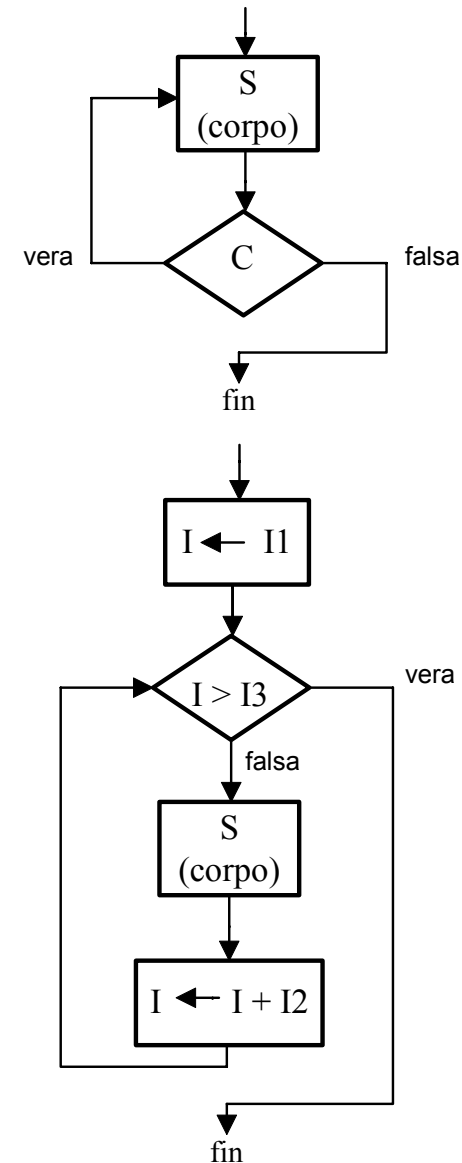 S
(corpo)
vera
C
falsa
fin
I ← I1
I > I3
vera
falsa
S
(corpo)
I ← I + I2
fin